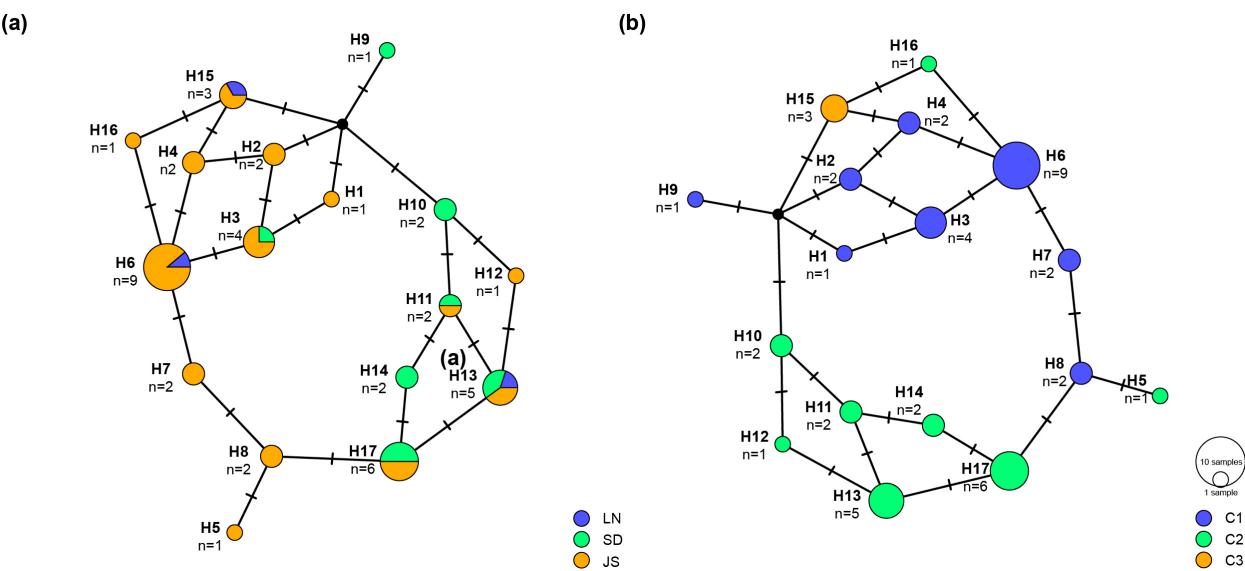 (a)
H9
n=1
H15
n=3
H16
n=1
H4
n2
H2
n=2
H1
n=1
H3
n=4
H10
n=2
H6
n=9
H12
n=1
H11
n=2
(a)
H14
n=2
H13
n=5
H7
n=2
H8
n=2
H17
n=6
H5
n=1
LN
SD
JS
(b)
H16
n=1
H15
n=3
H4
n=2
H6
n=9
H2
n=2
H9
n=1
H3
n=4
H1
n=1
H7
n=2
H10
n=2
H8
n=2
H5
n=1
H14
n=2
H11
n=2
H12
n=1
H17
n=6
H13
n=5
10 samples
1 sample
C1
C2
C3